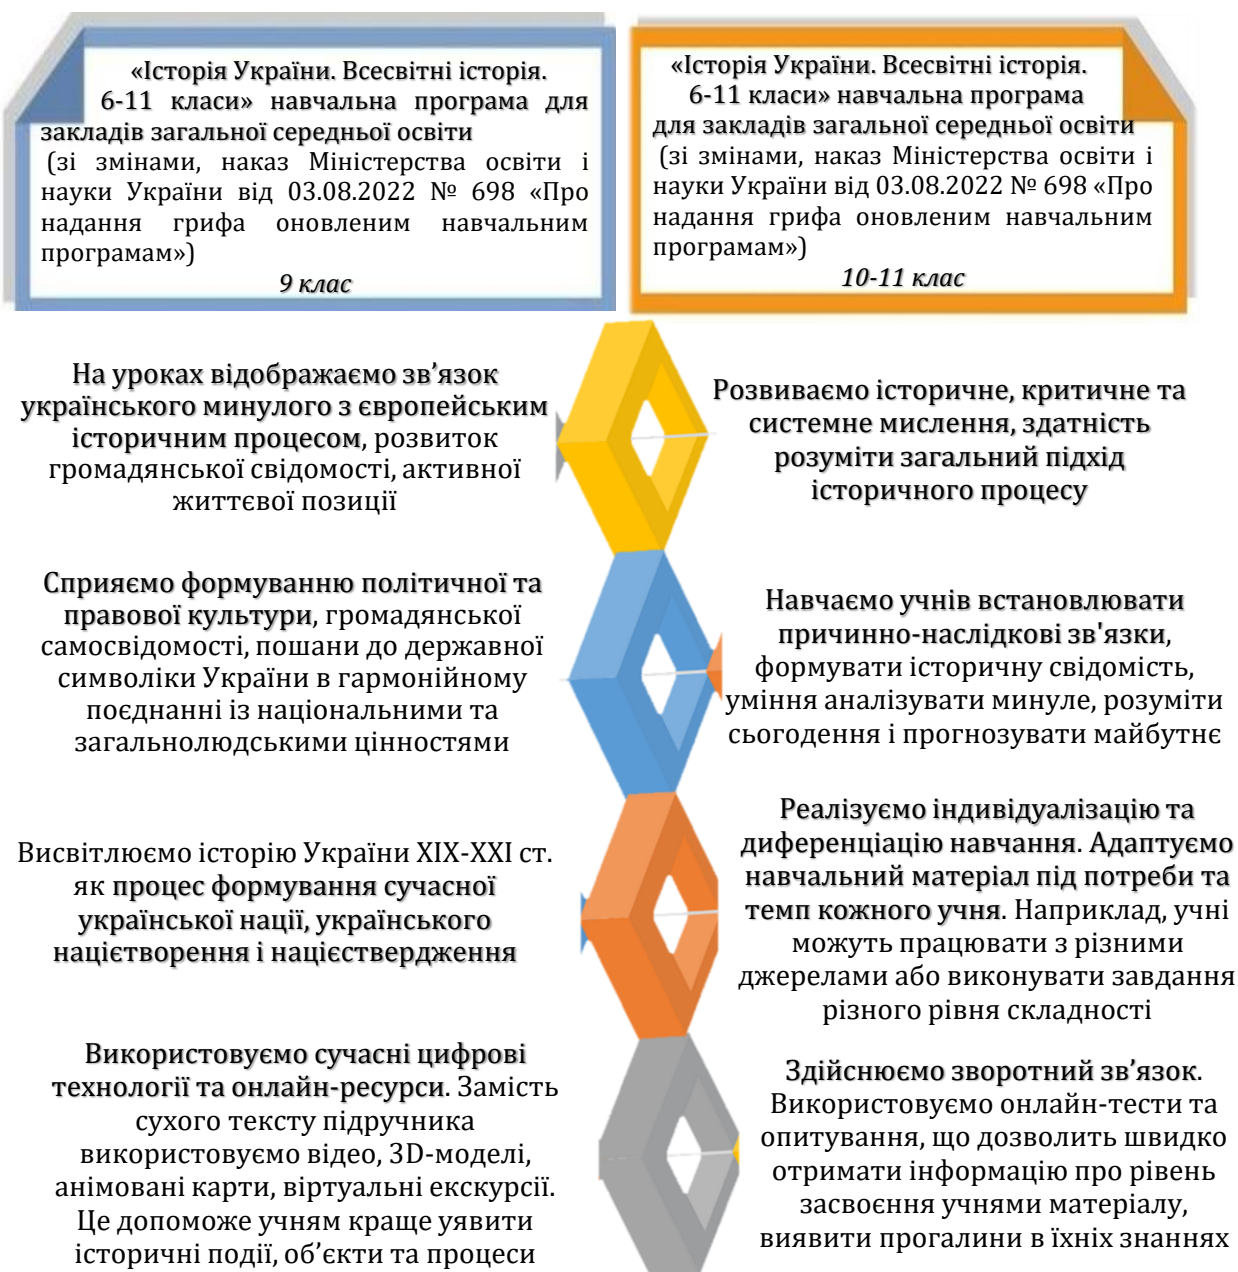 «Історія України. Всесвітні історія.
6-11 класи» навчальна програма для
закладів загальної середньої освіти
(зі змінами, наказ Міністерства освіти і
науки України від 03.08.2022 № 698 «Про
надання грифа оновленим навчальним
програмам»)
9 клас
«Історія України. Всесвітні історія.
6-11 класи» навчальна програма
для закладів загальної середньої освіти
(зі змінами, наказ Міністерства освіти і
науки України від 03.08.2022 № 698 «Про
надання грифа оновленим навчальним
програмам»)
10-11 клас
На уроках відображаємо зв’язок
українського минулого з європейським
історичним процесом, розвиток
громадянської свідомості, активної
життєвої позиції
Розвиваємо історичне, критичне та
системне мислення, здатність
розуміти загальний підхід
історичного процесу
Сприяємо формуванню політичної та
правової культури, громадянської
самосвідомості, пошани до державної
символіки України в гармонійному
поєднанні із національними та
загальнолюдськими цінностями
Навчаємо учнів встановлювати
причинно-наслідкові зв'язки,
формувати історичну свідомість,
уміння аналізувати минуле, розуміти
сьогодення і прогнозувати майбутнє
Висвітлюємо історію України ХІХ-ХХІ ст.
як процес формування сучасної
української нації, українського
націєтворення і націєствердження
Реалізуємо індивідуалізацію та
диференціацію навчання. Адаптуємо
навчальний матеріал під потреби та
темп кожного учня. Наприклад, учні
можуть працювати з різними
джерелами або виконувати завдання
різного рівня складності
Використовуємо сучасні цифрові
технології та онлайн-ресурси. Замість
сухого тексту підручника
використовуємо відео, 3D-моделі,
анімовані карти, віртуальні екскурсії.
Це допоможе учням краще уявити
історичні події, об’єкти та процеси
Здійснюємо зворотний зв’язок.
Використовуємо онлайн-тести та
опитування, що дозволить швидко
отримати інформацію про рівень
засвоєння учнями матеріалу,
виявити прогалини в їхніх знаннях